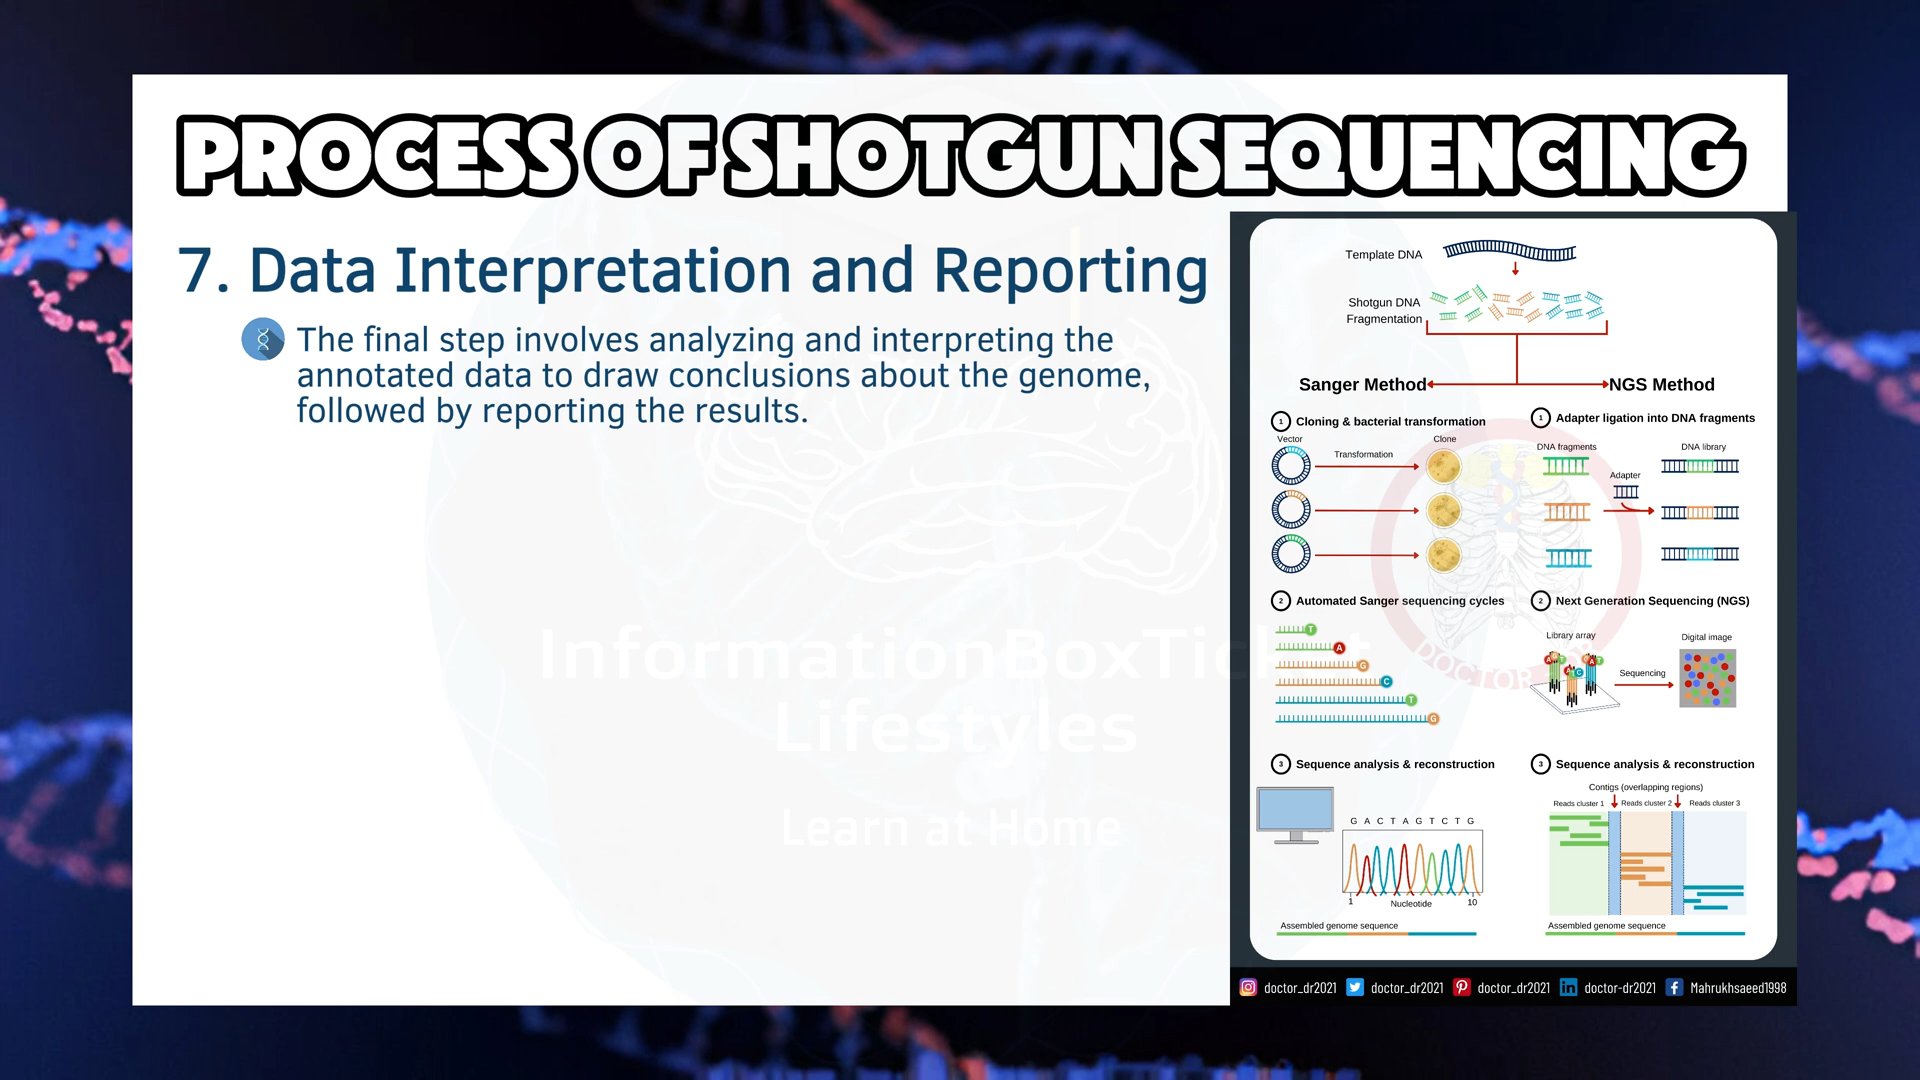 PROCESS OF SHOTGUN SEQUENCING
7. Data Interpretation and Reporting
The final step involves analyzing and interpreting the
annotated data to draw conclusions about the genome,
followed by reporting the results.
InformationBoxTicket
Lifestyles
Learn at Home
Template DNA
Shotgun DNA
Fragmentation
Sanger Method
NGS Method
1 Cloning & bacterial transformation
Vector
Clone
Transformation
2 Automated Sanger sequencing cycles
T
A
G
C
T
G
3 Sequence analysis & reconstruction
G A C T A G T C T G
1
Nucleotide
10
Assembled genome sequence
1 Adapter ligation into DNA fragments
DNA fragments
DNA library
Adapter
2 Next Generation Sequencing (NGS)
Library array
Digital image
Sequencing
3 Sequence analysis & reconstruction
Contigs (overlapping regions)
Reads cluster 1 Reads cluster 2 Reads cluster 3
Assembled genome sequence
DOCTOR
doctor_dr2021 doctor_dr2021 doctor_dr2021 doctor-dr2021 Mahrukhsaeed1998